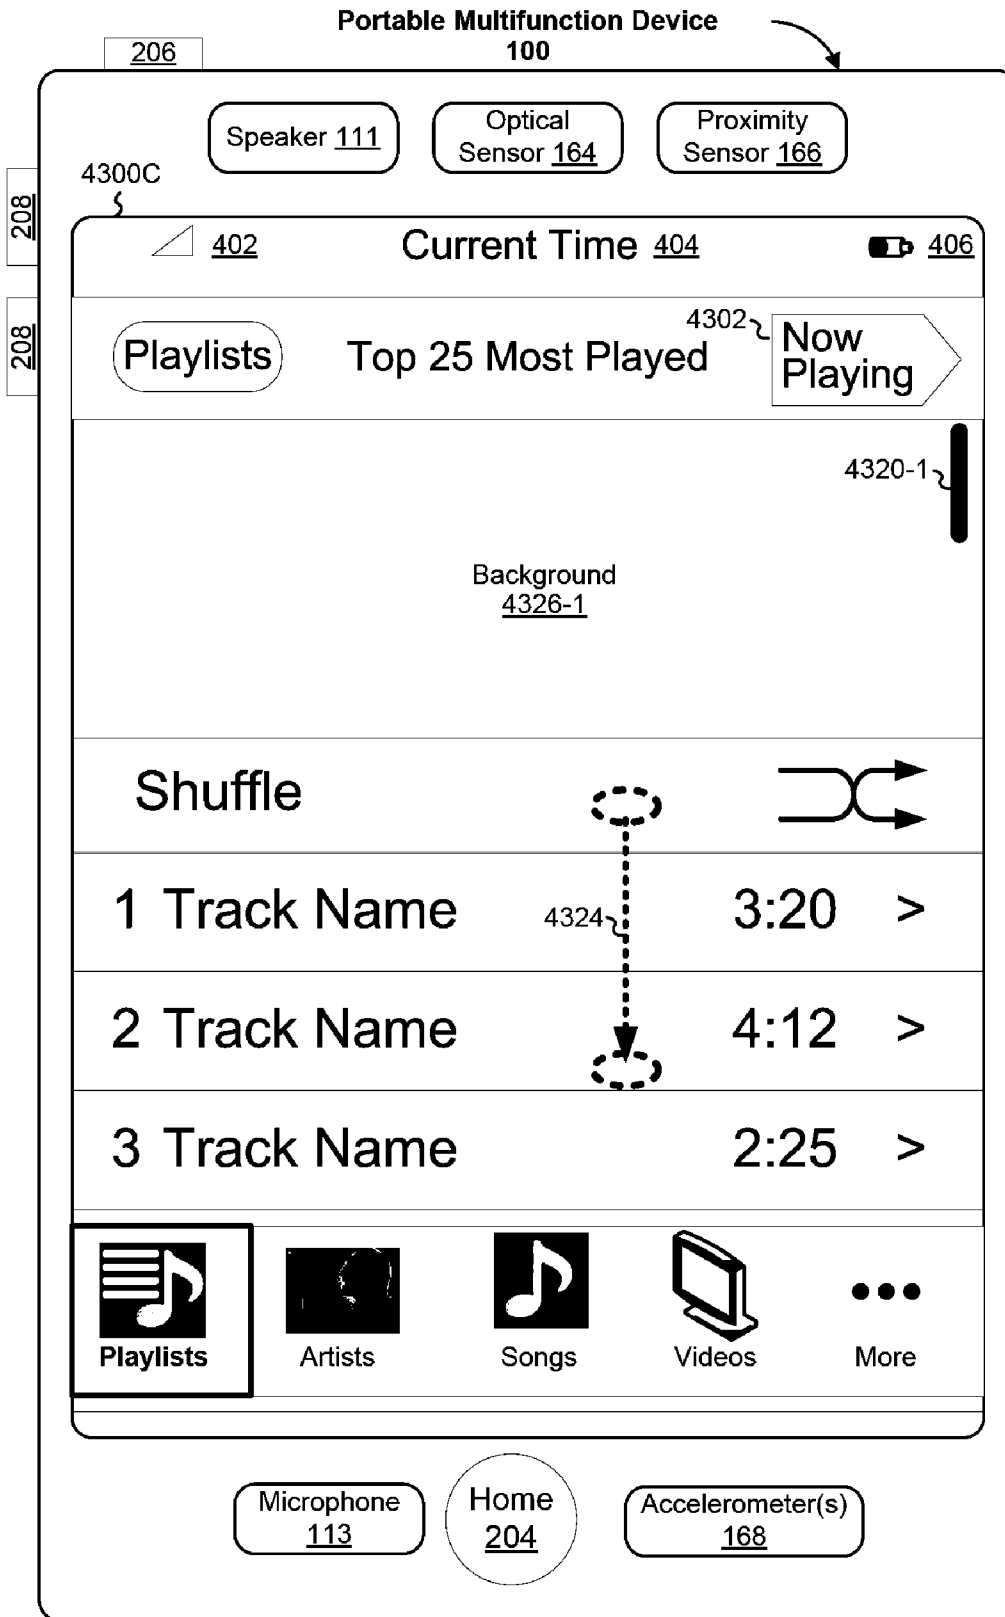 Portable Multifunction Device
100
206
Speaker 111
Optical
Sensor 164
Proximity
Sensor 166
4300C
208
208
402
Current Time 404
406
Playlists
Top 25 Most Played
4302
Now
Playing
4320-1
Background
4326-1
Shuffle
1 Track Name 3:20 >
4324
2 Track Name 4:12 >
3 Track Name 2:25 >
Playlists
Artists
Songs
Videos
More
Microphone
113
Home
204
Accelerometer(s)
168